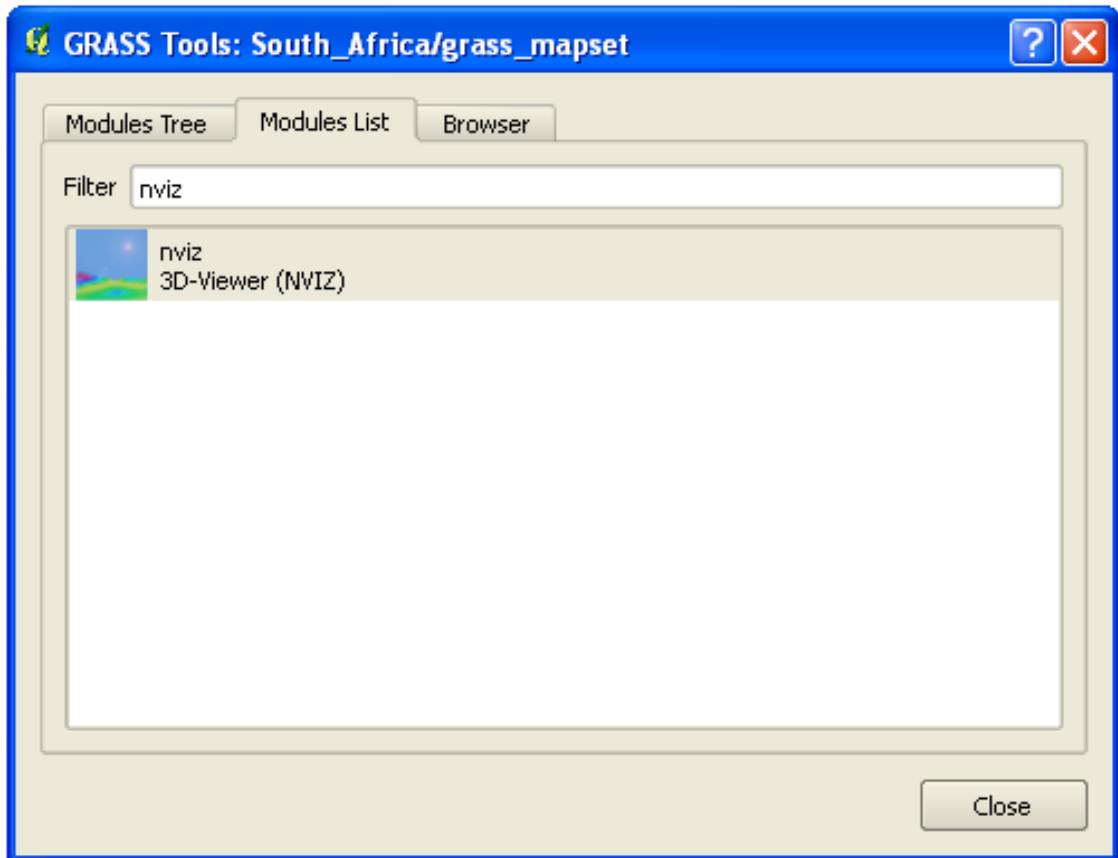 GRASS Tools: South_Africa/grass_mapset
Modules Tree Modules List Browser
Filter nviz
nviz
3D-Viewer (NVIZ)
Close